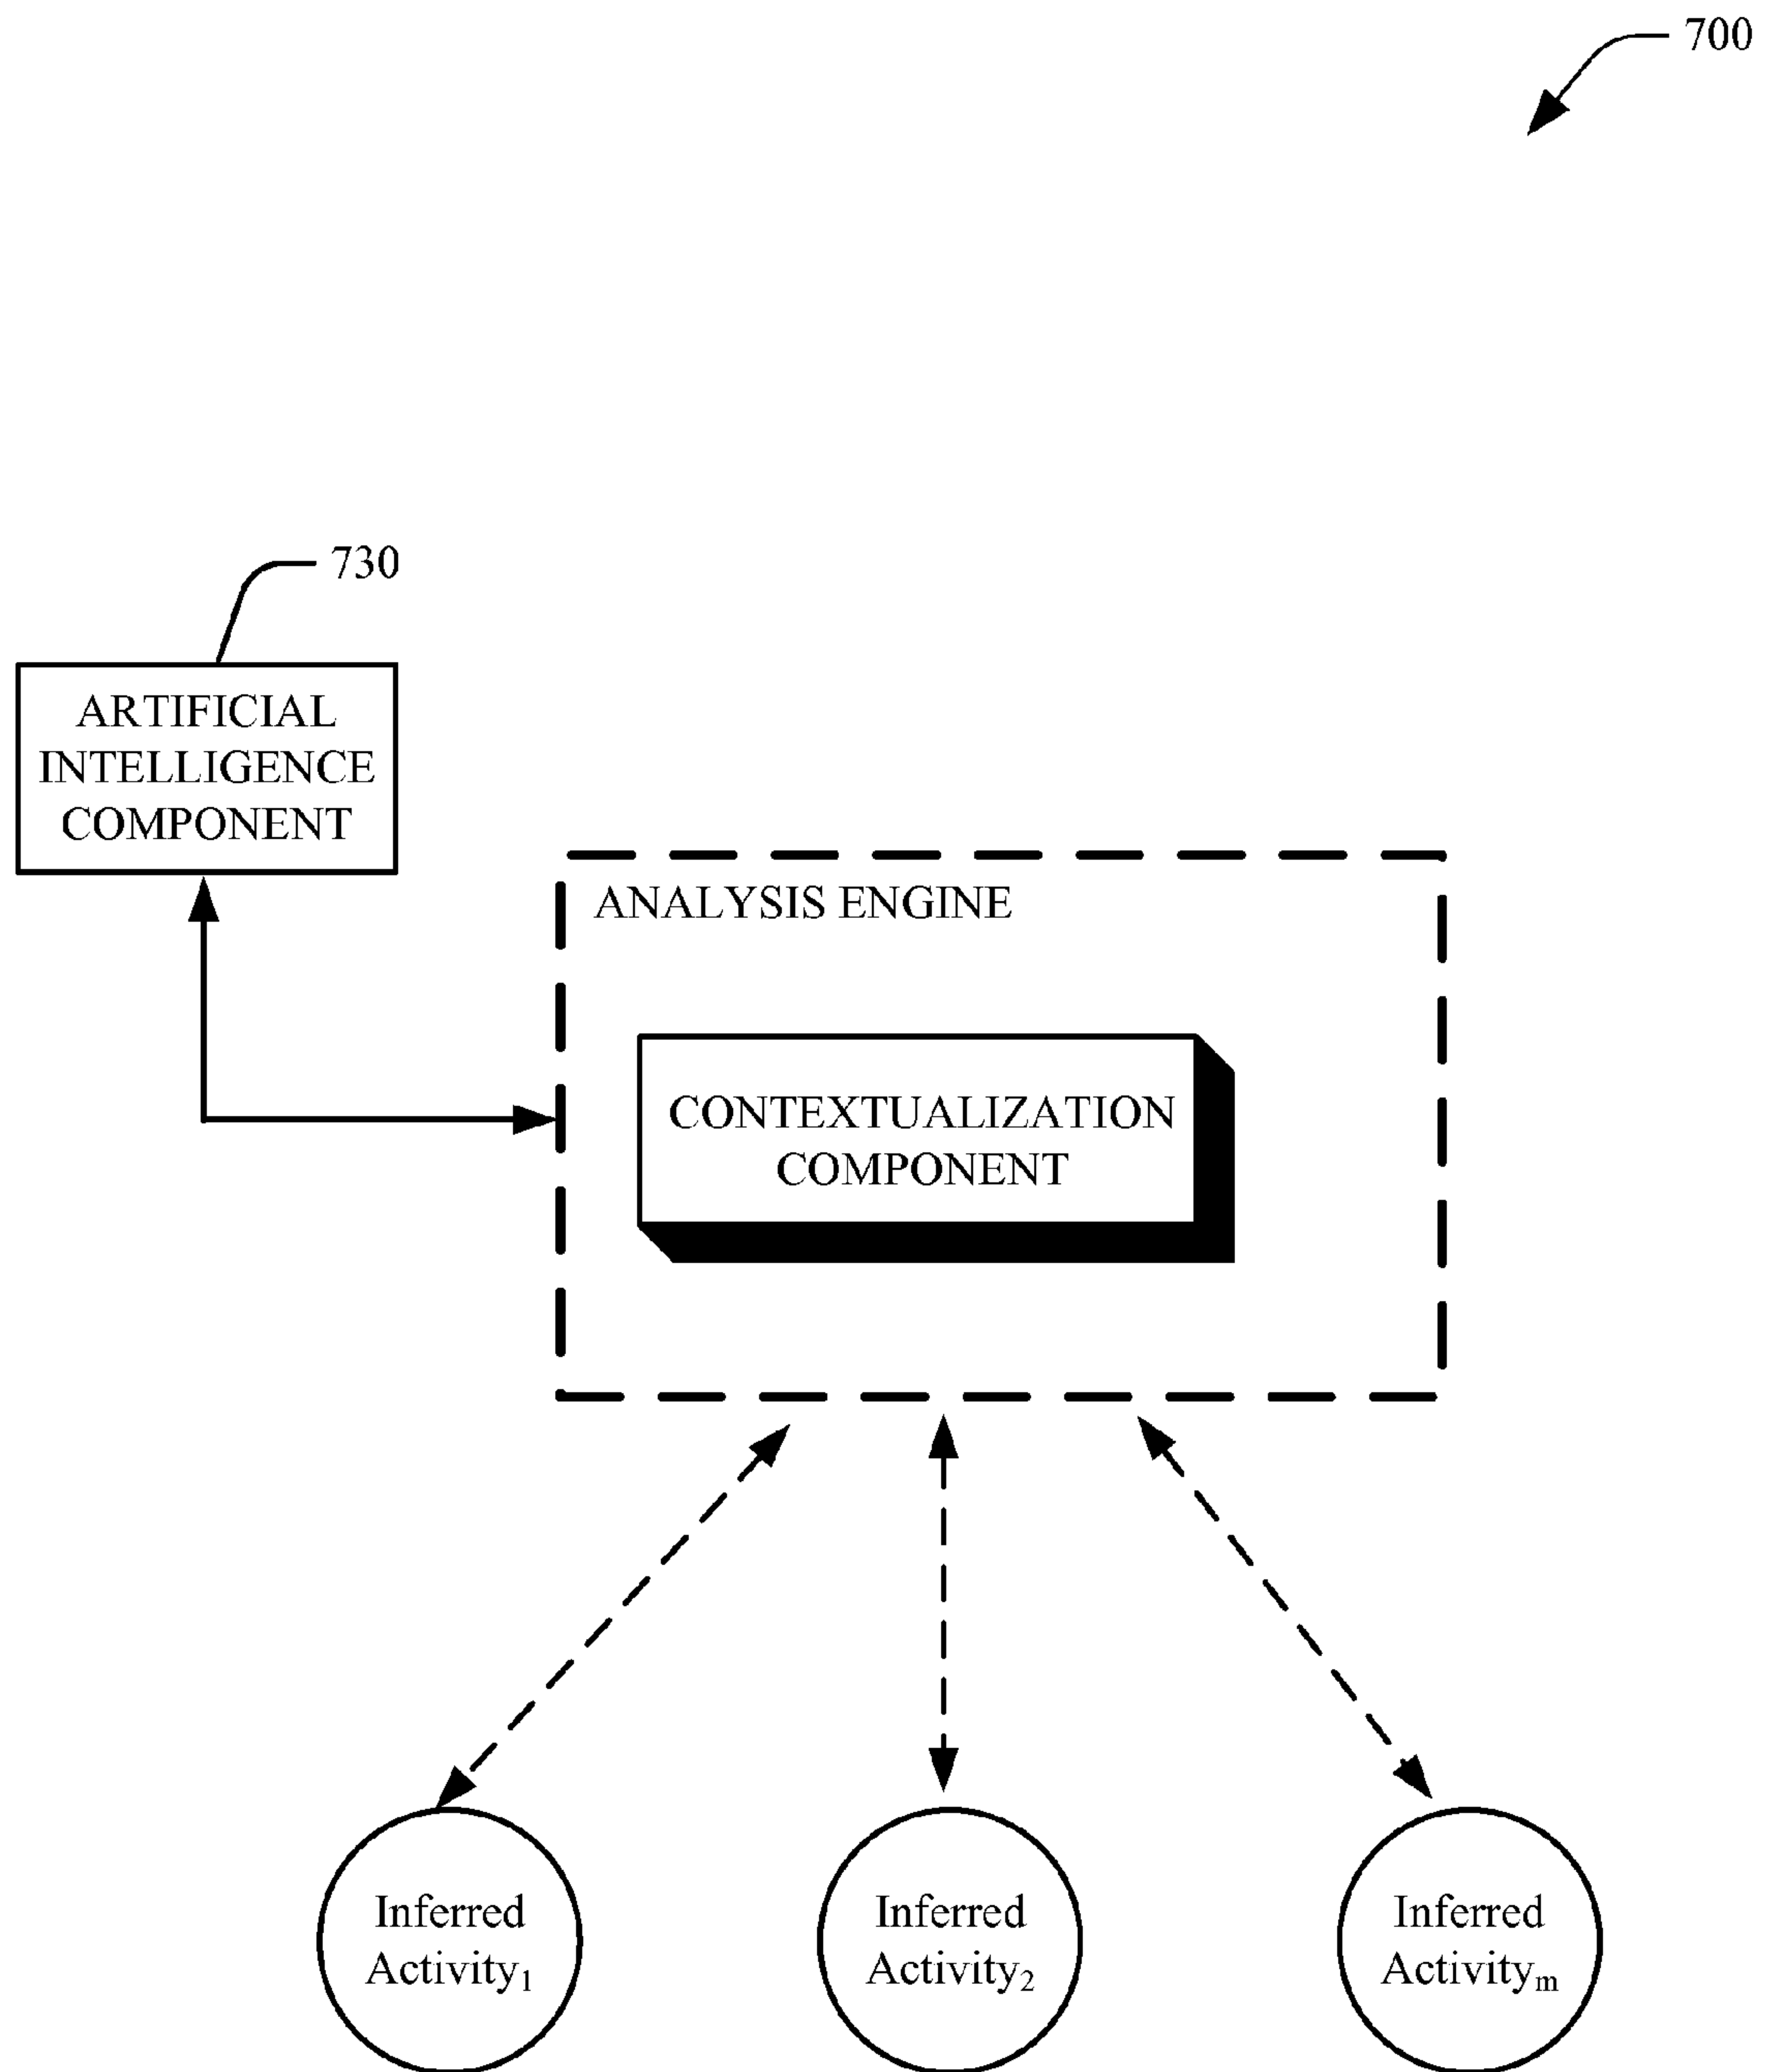 700
730
ARTIFICIAL
INTELLIGENCE
COMPONENT
ANALYSIS ENGINE
CONTEXTUALIZATION
COMPONENT
Inferred
Activity₁
Inferred
Activity₂
Inferred
Activityₘ